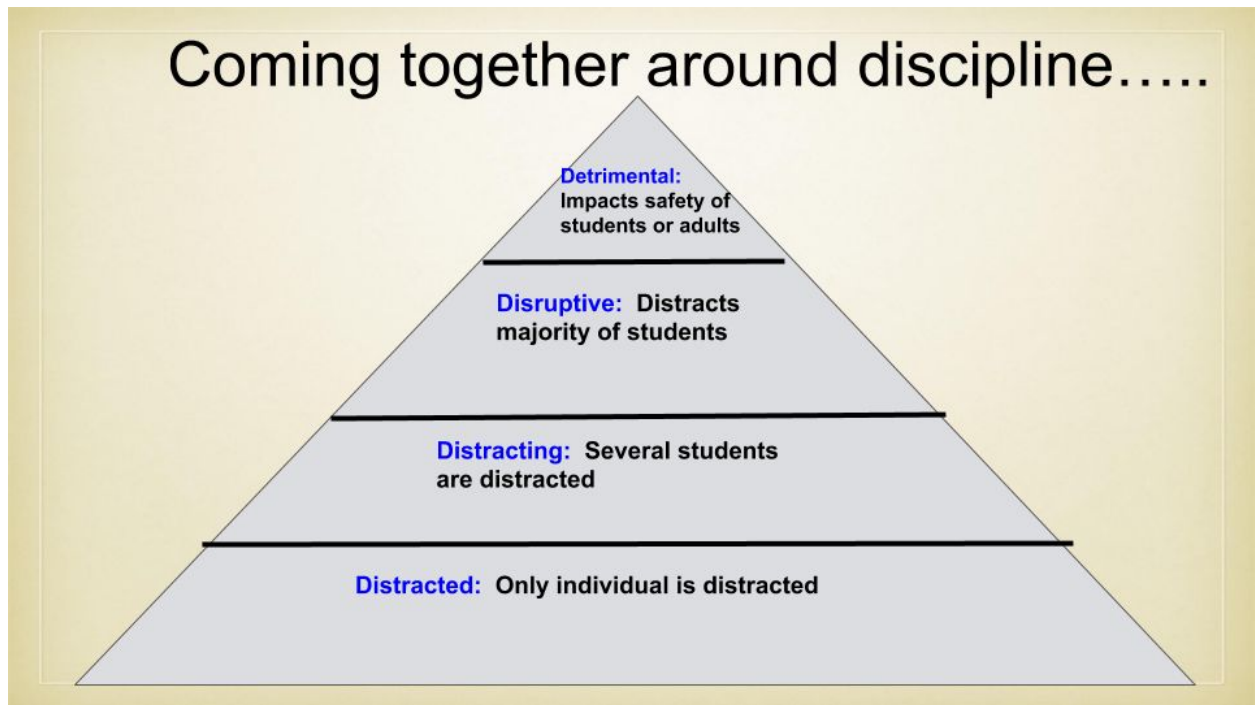 Coming together around discipline…..
Detrimental:
Impacts safety of
students or adults
Disruptive: Distracts
majority of students
Distracting: Several students
are distracted
Distracted: Only individual is distracted